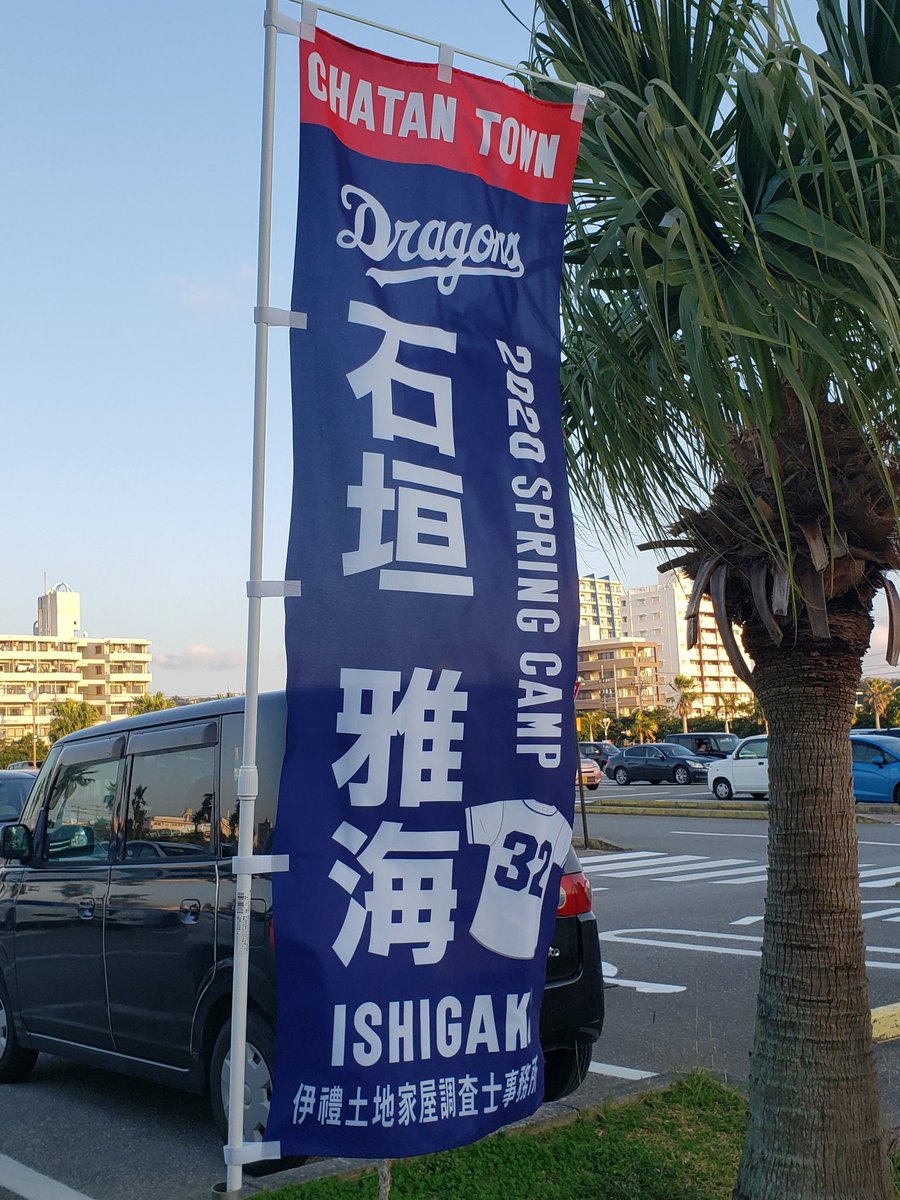 CHATAN TOWN
Dragons
石垣 雅海
2020 SPRING CAMP
32
ISHIGAKI
伊禮土地家屋調査士事務所